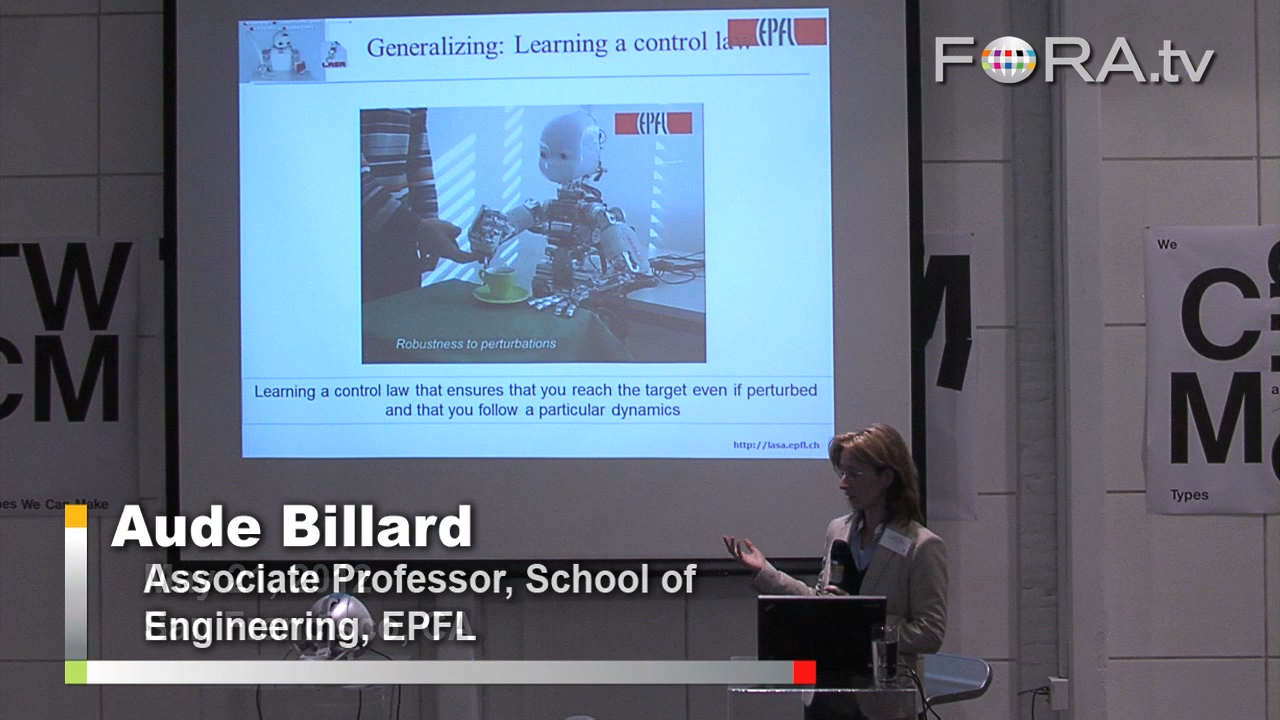 Generalizing: Learning a control law
EPFL
LASA
FORA.tv
EPFL
Robustness to perturbations
Learning a control law that ensures that you reach the target even if perturbed
and that you follow a particular dynamics
http://lasa.epfl.ch
TW
CM
We Can Make
M
We
C
M
Types
Aude Billard
Associate Professor, School of
Engineering, EPFL